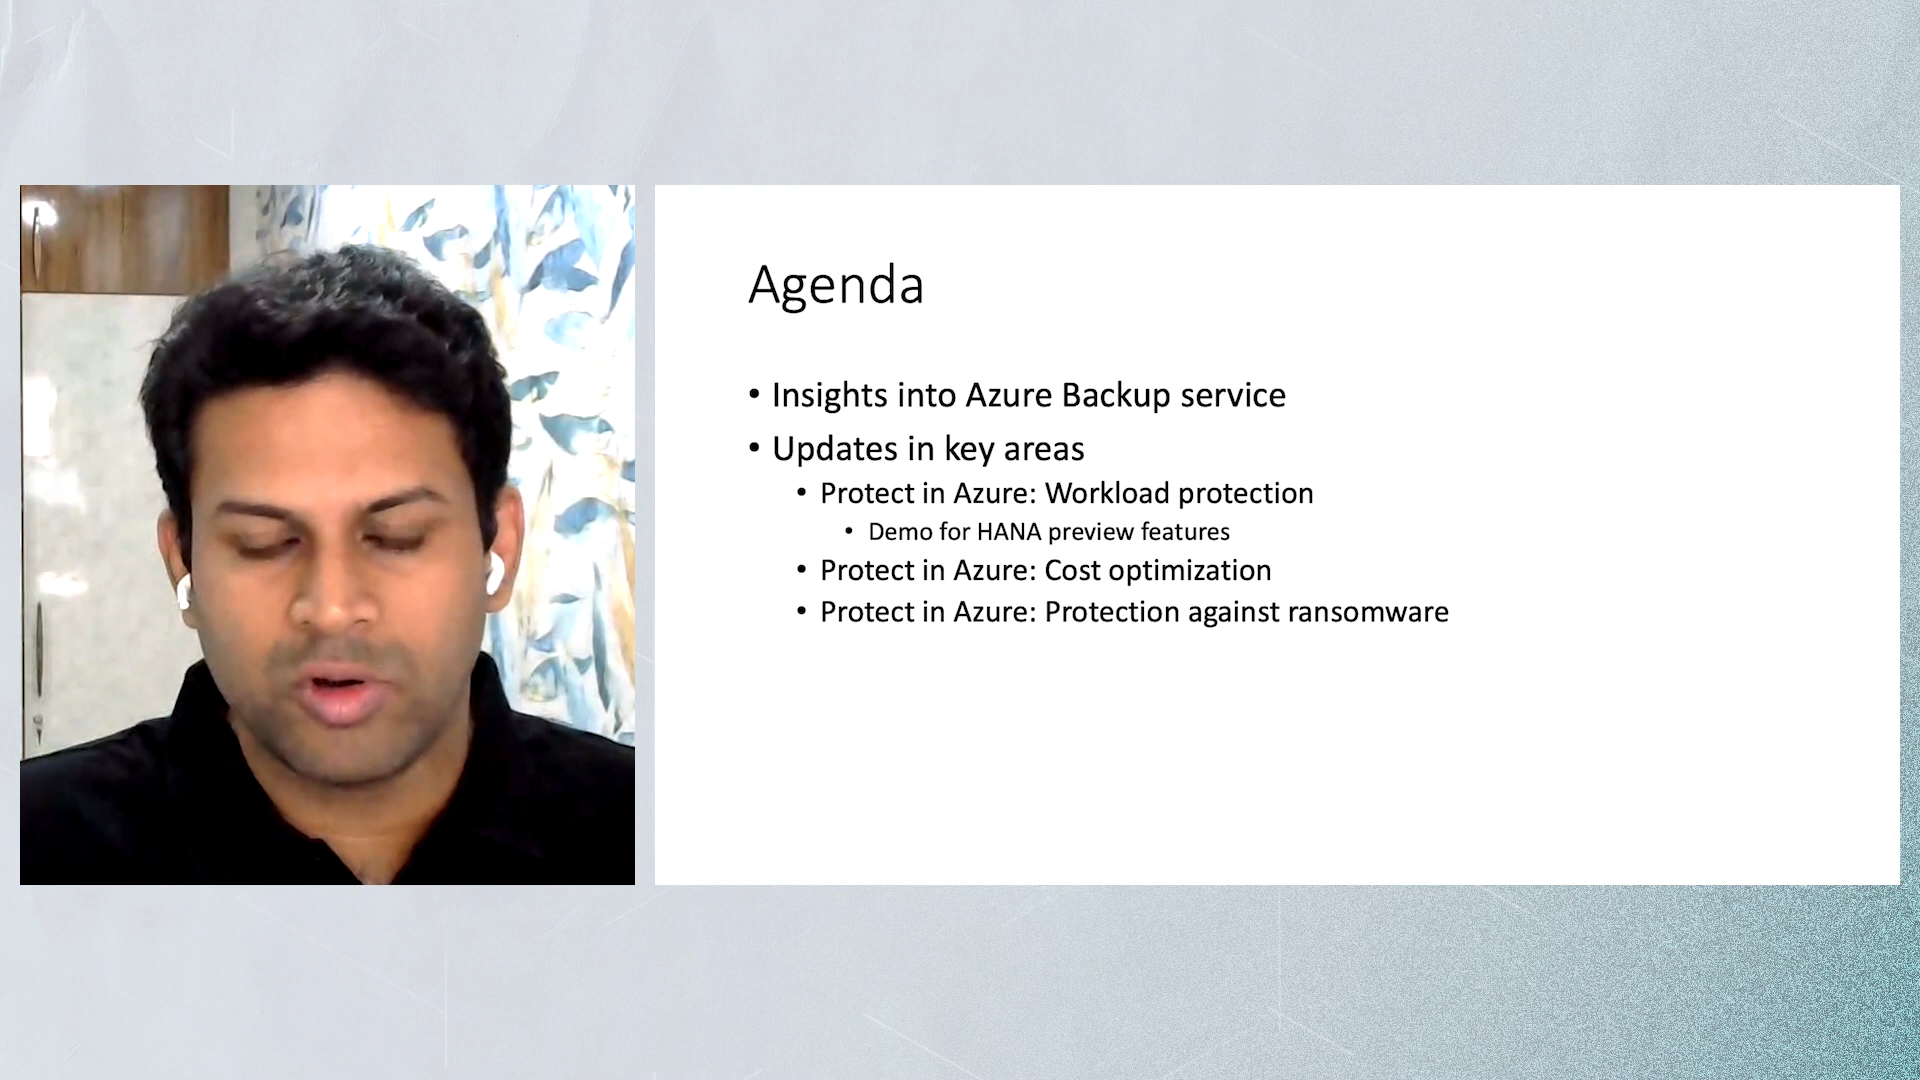 Agenda
• Insights into Azure Backup service
• Updates in key areas
• Protect in Azure: Workload protection
• Demo for HANA preview features
• Protect in Azure: Cost optimization
• Protect in Azure: Protection against ransomware